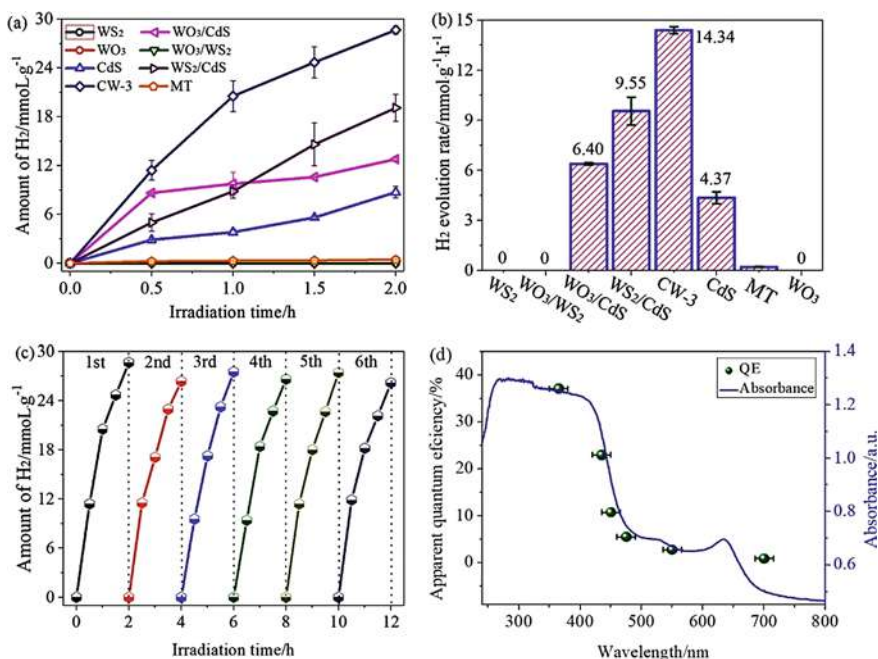 (a)
30
24
18
12
6
0
Amount of H2/mmoL·g-1
WS2
WO3
CdS
CW-3
WO3/CdS
WO3/WS2
WS2/CdS
MT
0.0 0.5 1.0 1.5 2.0
Irradiation time/h
(b)
15
12
9
6
3
0
H2 evolution rate/mmol·g-1·h-1
0 0 6.40 9.55 14.34 4.37 0
WS2 WO3/WS2 WO3/CdS WS2/CdS CW-3 CdS MT WO3
(c)
30
24
18
12
6
0
Amount of H2/mmoL·g-1
1st 2nd 3rd 4th 5th 6th
0 2 4 6 8 10 12
Irradiation time/h
(d)
40
30
20
10
0
Apparent quantum efciency/%
QE
Absorbance
1.4
1.2
1.0
0.8
0.6
Absorbance/a.u.
300 400 500 600 700 800
Wavelength/nm